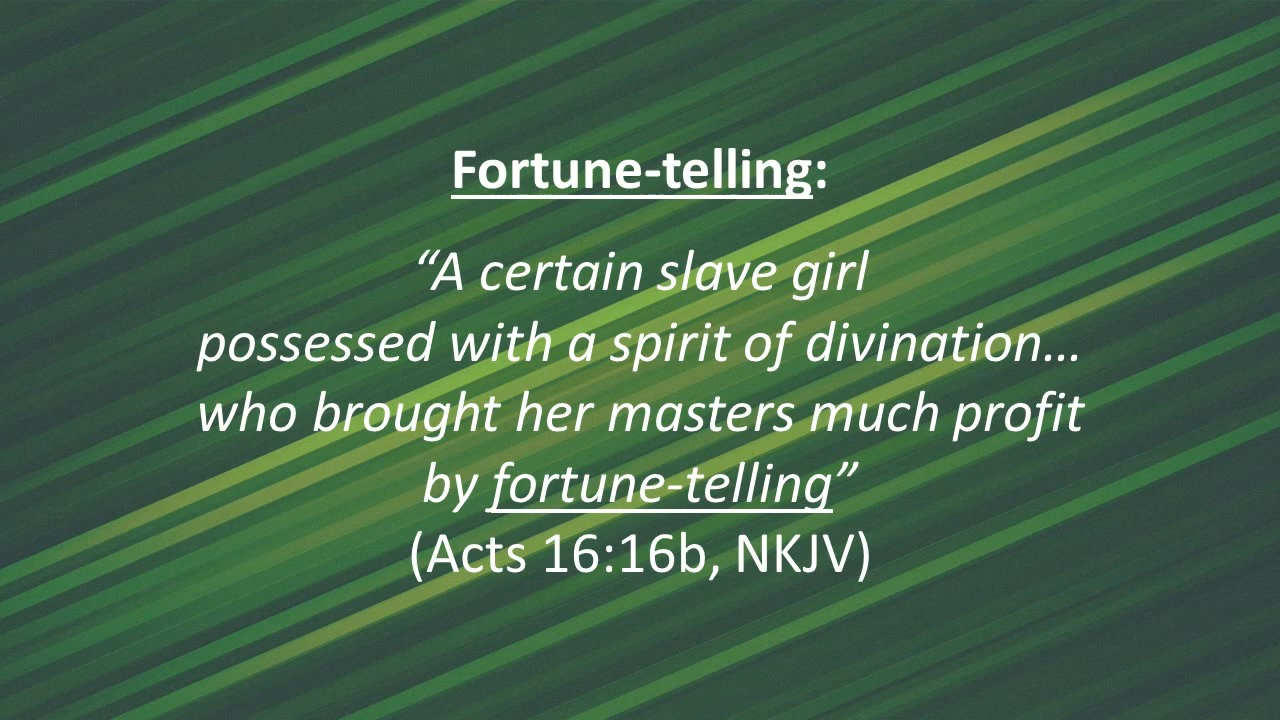 Fortune-telling:
“A certain slave girl
possessed with a spirit of divination…
who brought her masters much profit
by fortune-telling”
(Acts 16:16b, NKJV)